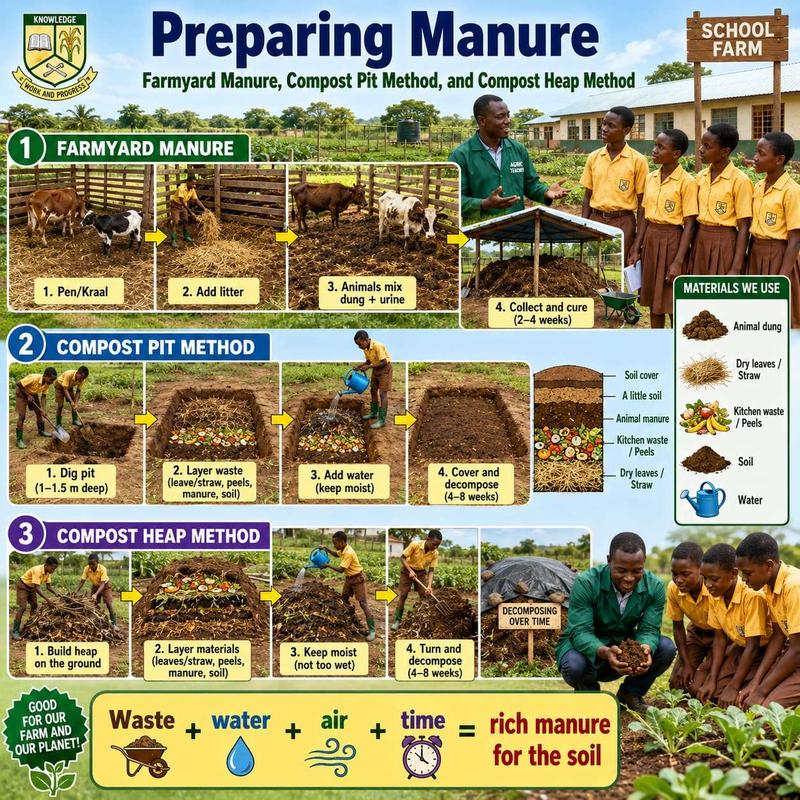 KNOWLEDGE
WORK AND PROGRESS
Preparing Manure
Farmyard Manure, Compost Pit Method, and Compost Heap Method
SCHOOL
FARM
1 FARMYARD MANURE
AGRIC
TEACHER
1. Pen/Kraal
2. Add litter
3. Animals mix
dung + urine
4. Collect and cure
(2–4 weeks)
MATERIALS WE USE
Animal dung
Dry leaves /
Straw
Kitchen waste
/ Peels
Soil
Water
2 COMPOST PIT METHOD
1. Dig pit
(1–1.5 m deep)
2. Layer waste
(leave/straw, peels,
manure, soil)
3. Add water
(keep moist)
4. Cover and
decompose
(4–8 weeks)
Soil cover
A little soil
Animal manure
Kitchen waste
/ Peels
Dry leaves /
Straw
3 COMPOST HEAP METHOD
1. Build heap
on the ground
2. Layer materials
(leaves/straw, peels,
manure, soil)
3. Keep moist
(not too wet)
4. Turn and
decompose
(4–8 weeks)
DECOMPOSING
OVER TIME
GOOD
FOR OUR
FARM AND
OUR PLANET!
Waste + water + air + time = rich manure
for the soil